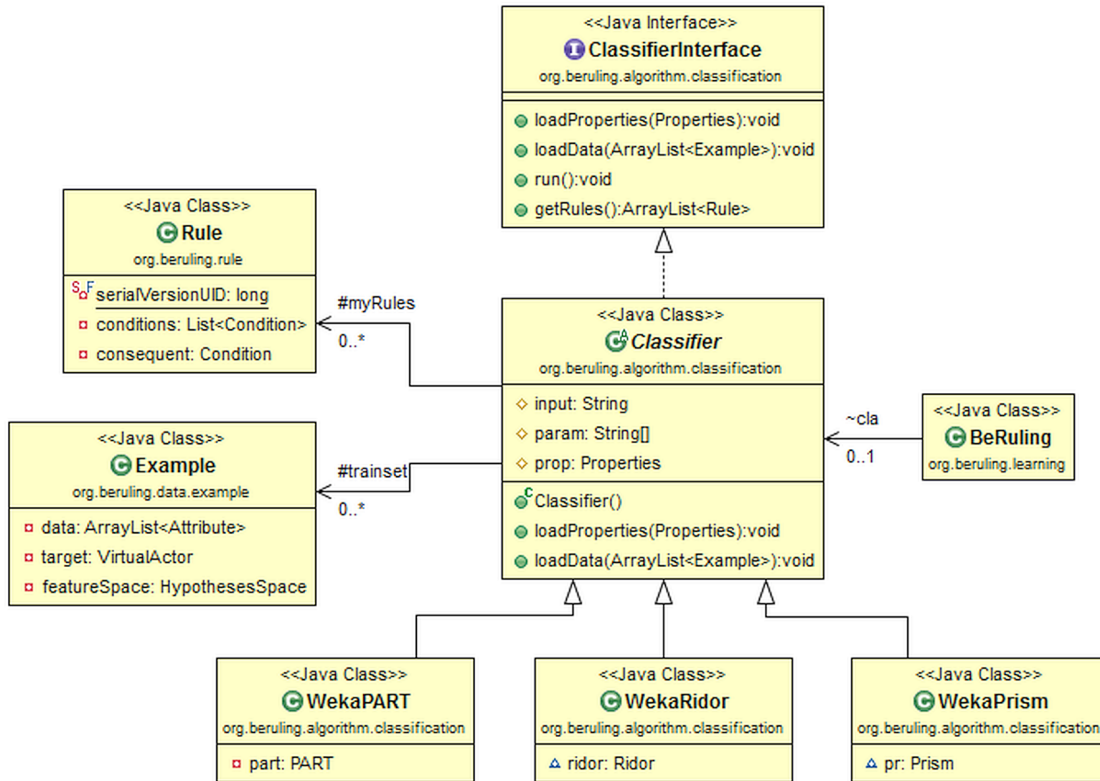 <<Java Interface>>
I ClassifierInterface
org.beruling.algorithm.classification
loadProperties(Properties):void
loadData(ArrayList<Example>):void
run():void
getRules():ArrayList<Rule>
<<Java Class>>
C Rule
org.beruling.rule
S F serialVersionUID: long
conditions: List<Condition>
consequent: Condition
#myRules
0..*
<<Java Class>>
C A Classifier
org.beruling.algorithm.classification
input: String
param: String[]
prop: Properties
C Classifier()
loadProperties(Properties):void
loadData(ArrayList<Example>):void
~cla
0..1
<<Java Class>>
C BeRuling
org.beruling.learning
<<Java Class>>
C Example
org.beruling.data.example
data: ArrayList<Attribute>
target: VirtualActor
featureSpace: HypothesesSpace
#trainset
0..*
<<Java Class>>
C WekaPART
org.beruling.algorithm.classification
part: PART
<<Java Class>>
C WekaRidor
org.beruling.algorithm.classification
ridor: Ridor
<<Java Class>>
C WekaPrism
org.beruling.algorithm.classification
pr: Prism